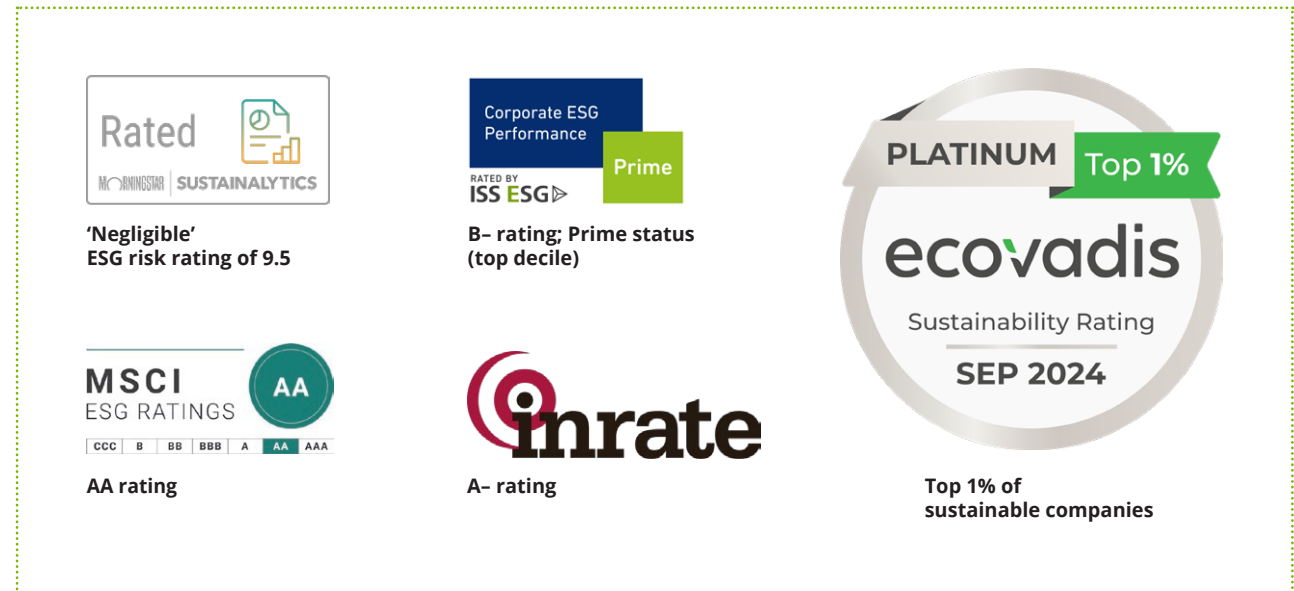 Rated
MORNINGSTAR | SUSTAINALYTICS
‘Negligible’
ESG risk rating of 9.5
Corporate ESG
Performance
Prime
RATED BY
ISS ESG
B– rating; Prime status
(top decile)
PLATINUM
Top 1%
ecovadis
Sustainability Rating
SEP 2024
Top 1% of
sustainable companies
MSCI
ESG RATINGS
AA
CCC B BB BBB A AA AAA
AA rating
inrate
A– rating